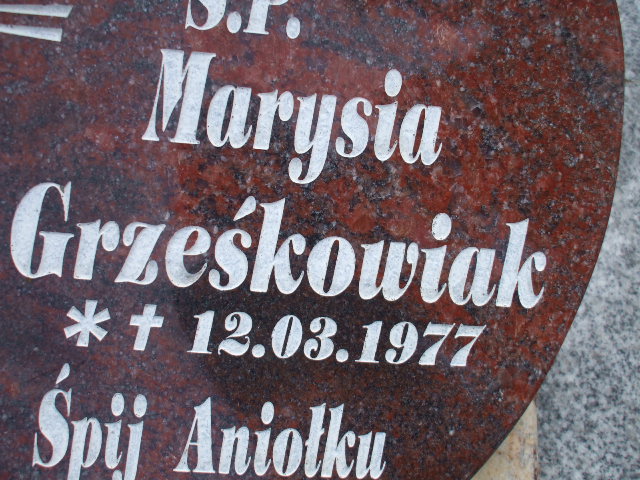 Ś.P.
Marysia
Grześkowiak
* † 12.03.1977
Śpij Aniołku